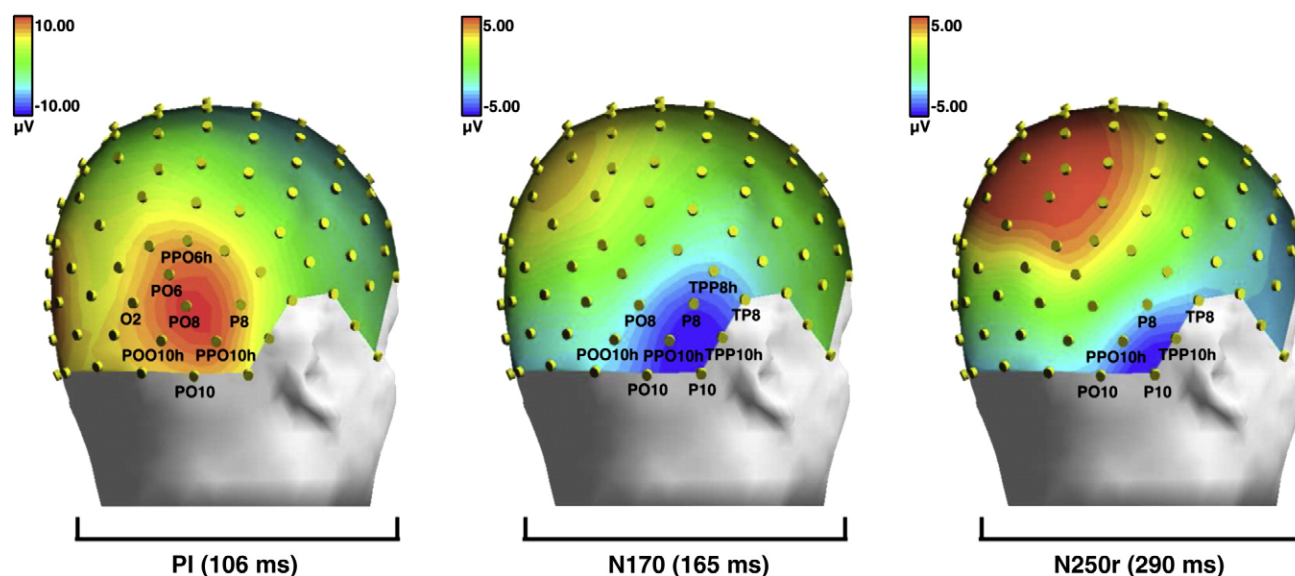 10.00
-10.00
µV
PPO6h
PO6
O2
PO8
P8
POO10h
PPO10h
PO10
PI (106 ms)
5.00
-5.00
µV
TPP8h
PO8
P8
TP8
POO10h
PPO10h
TPP10h
PO10
P10
N170 (165 ms)
5.00
-5.00
µV
P8
TP8
PPO10h
TPP10h
PO10
P10
N250r (290 ms)